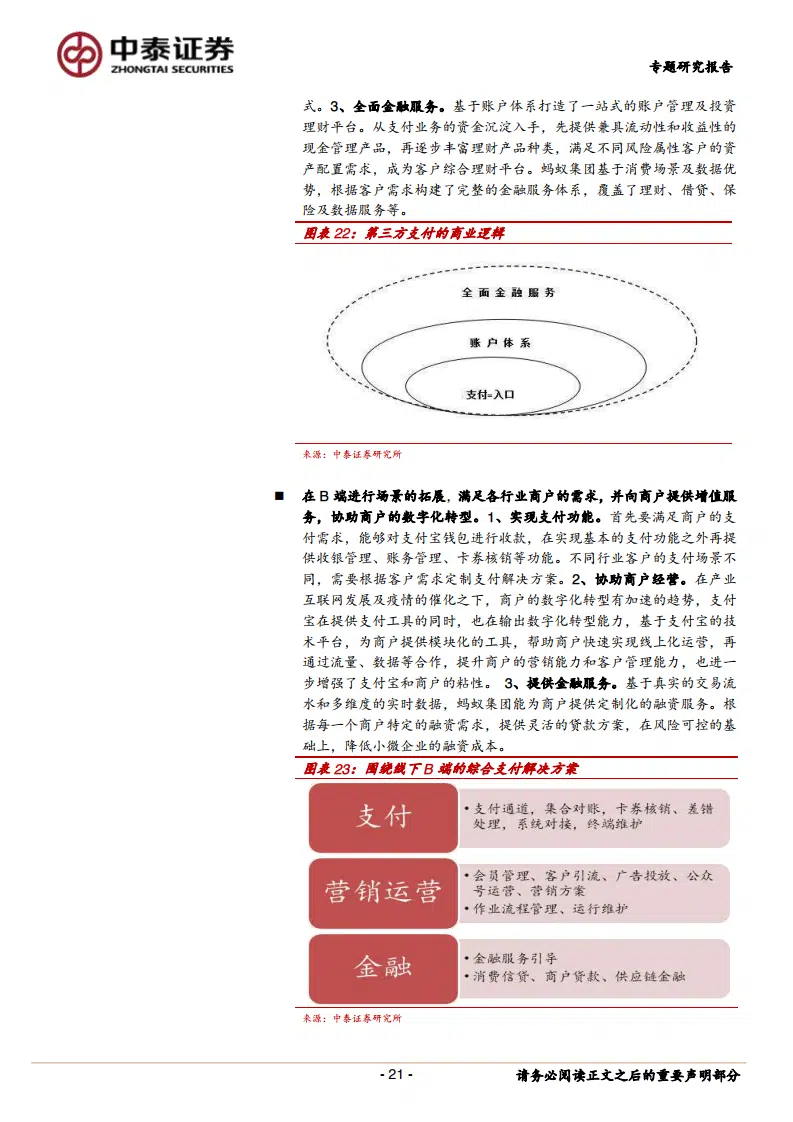 中泰证券
ZHONGTAI SECURITIES
专题研究报告
式。3、全面金融服务。基于账户体系打造了一站式的账户管理及投资
理财平台。从支付业务的资金沉淀入手，先提供兼具流动性和收益性的
现金管理产品，再逐步丰富理财产品种类，满足不同风险属性客户的资
产配置需求，成为客户综合理财平台。蚂蚁集团基于消费场景及数据优
势，根据客户需求构建了完整的金融服务体系，覆盖了理财、借贷、保
险及数据服务等。
图表 22：第三方支付的商业逻辑
全面金融服务
账户体系
支付=入口
来源：中泰证券研究所
■ 在 B 端进行场景的拓展，满足各行业商户的需求，并向商户提供增值服
务，协助商户的数字化转型。1、实现支付功能。首先要满足商户的支
付需求，能够对支付宝钱包进行收款，在实现基本的支付功能之外再提
供收银管理、账务管理、卡券核销等功能。不同行业客户的支付场景不
同，需要根据客户需求定制支付解决方案。2、协助商户经营。在产业
互联网发展及疫情的催化之下，商户的数字化转型有加速的趋势，支付
宝在提供支付工具的同时，也在输出数字化转型能力，基于支付宝的技
术平台，为商户提供模块化的工具，帮助商户快速实现线上化运营，再
通过流量、数据等合作，提升商户的营销能力和客户管理能力，也进一
步增强了支付宝和商户的粘性。 3、提供金融服务。基于真实的交易流
水和多维度的实时数据，蚂蚁集团能为商户提供定制化的融资服务。根
据每一个商户特定的融资需求，提供灵活的贷款方案，在风险可控的基
础上，降低小微企业的融资成本。
图表 23：围绕线下 B 端的综合支付解决方案
支付
•支付通道，集合对账，卡券核销、差错
处理，系统对接，终端维护
营销运营
•会员管理、客户引流、广告投放、公众
号运营、营销方案
•作业流程管理、运行维护
金融
•金融服务引导
•消费信贷、商户贷款、供应链金融
来源：中泰证券研究所
- 21 -
请务必阅读正文之后的重要声明部分